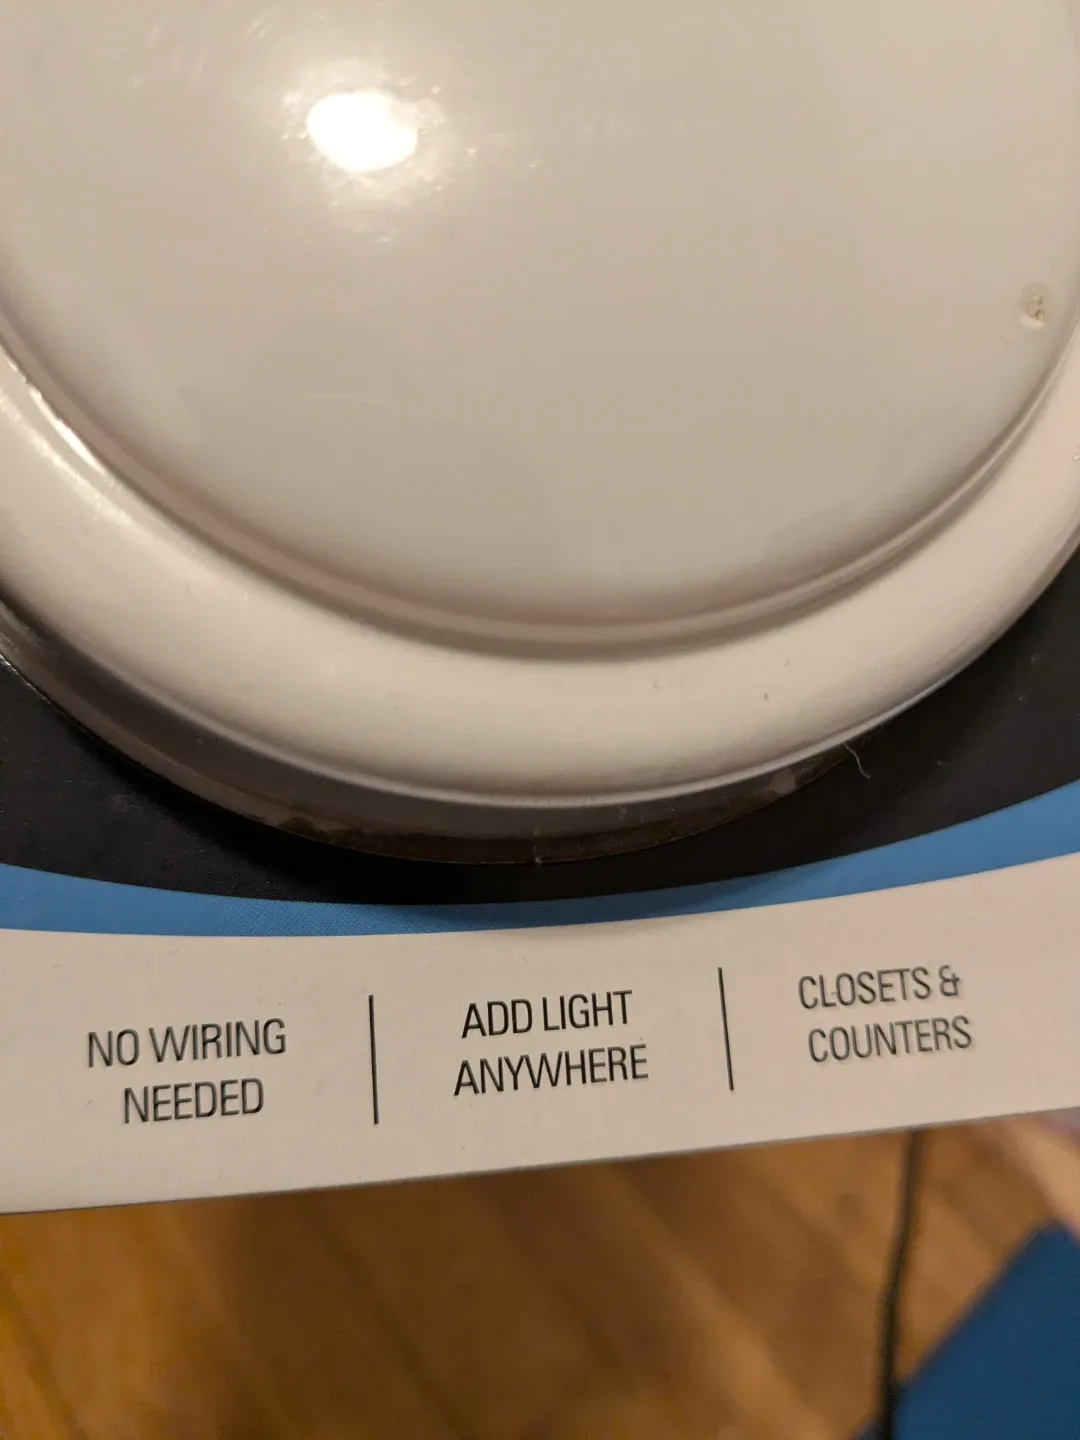 NO WIRING
NEEDED
ADD LIGHT
ANYWHERE
CLOSETS &
COUNTERS